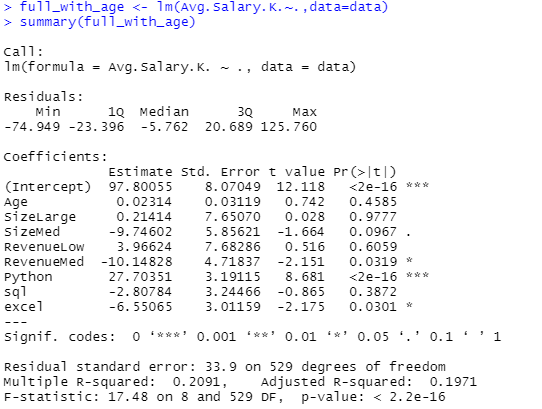 > full_with_age <- lm(Avg.Salary.K.~.,data=data)
> summary(full_with_age)

Call:
lm(formula = Avg.Salary.K. ~ ., data = data)

Residuals:
    Min      1Q  Median      3Q     Max
-74.949 -23.396  -5.762  20.689 125.760

Coefficients:
             Estimate Std. Error t value Pr(>|t|)
(Intercept)  97.80055    8.07049  12.118   <2e-16 ***
Age           0.02314    0.03119   0.742   0.4585
SizeLarge     0.21414    7.65070   0.028   0.9777
SizeMed      -9.74602    5.85621  -1.664   0.0967 .
RevenueLow    3.96624    7.68286   0.516   0.6059
RevenueMed  -10.14828    4.71837  -2.151   0.0319 *
Python       27.70351    3.19115   8.681   <2e-16 ***
sql          -2.80784    3.24466  -0.865   0.3872
excel        -6.55065    3.01159  -2.175   0.0301 *
---
Signif. codes:  0 ‘***’ 0.001 ‘**’ 0.01 ‘*’ 0.05 ‘.’ 0.1 ‘ ’ 1

Residual standard error: 33.9 on 529 degrees of freedom
Multiple R-squared:  0.2091,    Adjusted R-squared:  0.1971
F-statistic: 17.48 on 8 and 529 DF,  p-value: < 2.2e-16